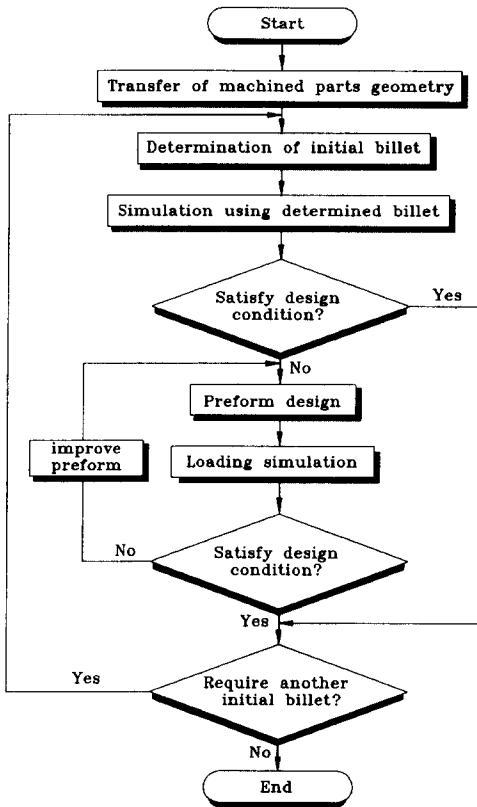 Start
Transfer of machined parts geometry
Determination of initial billet
Simulation using determined billet
Satisfy design
condition?
Yes
No
Preform design
improve
preform
Loading simulation
No
Satisfy design
condition?
Yes
Yes
Require another
initial billet?
No
End